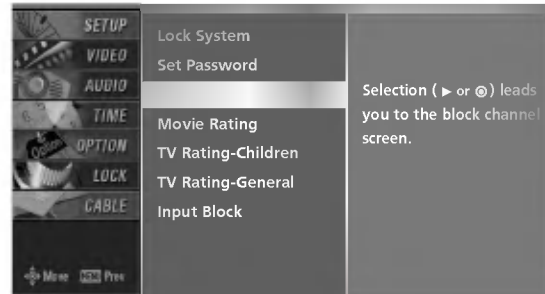 SETUP
VIDEO
AUDIO
TIME
OPTION
LOCK
CABLE
Move MENU Prev
Lock System
Set Password
Movie Rating
TV Rating-Children
TV Rating-General
Input Block
Selection ( ▶ or ◉ ) leads
you to the block channel
screen.